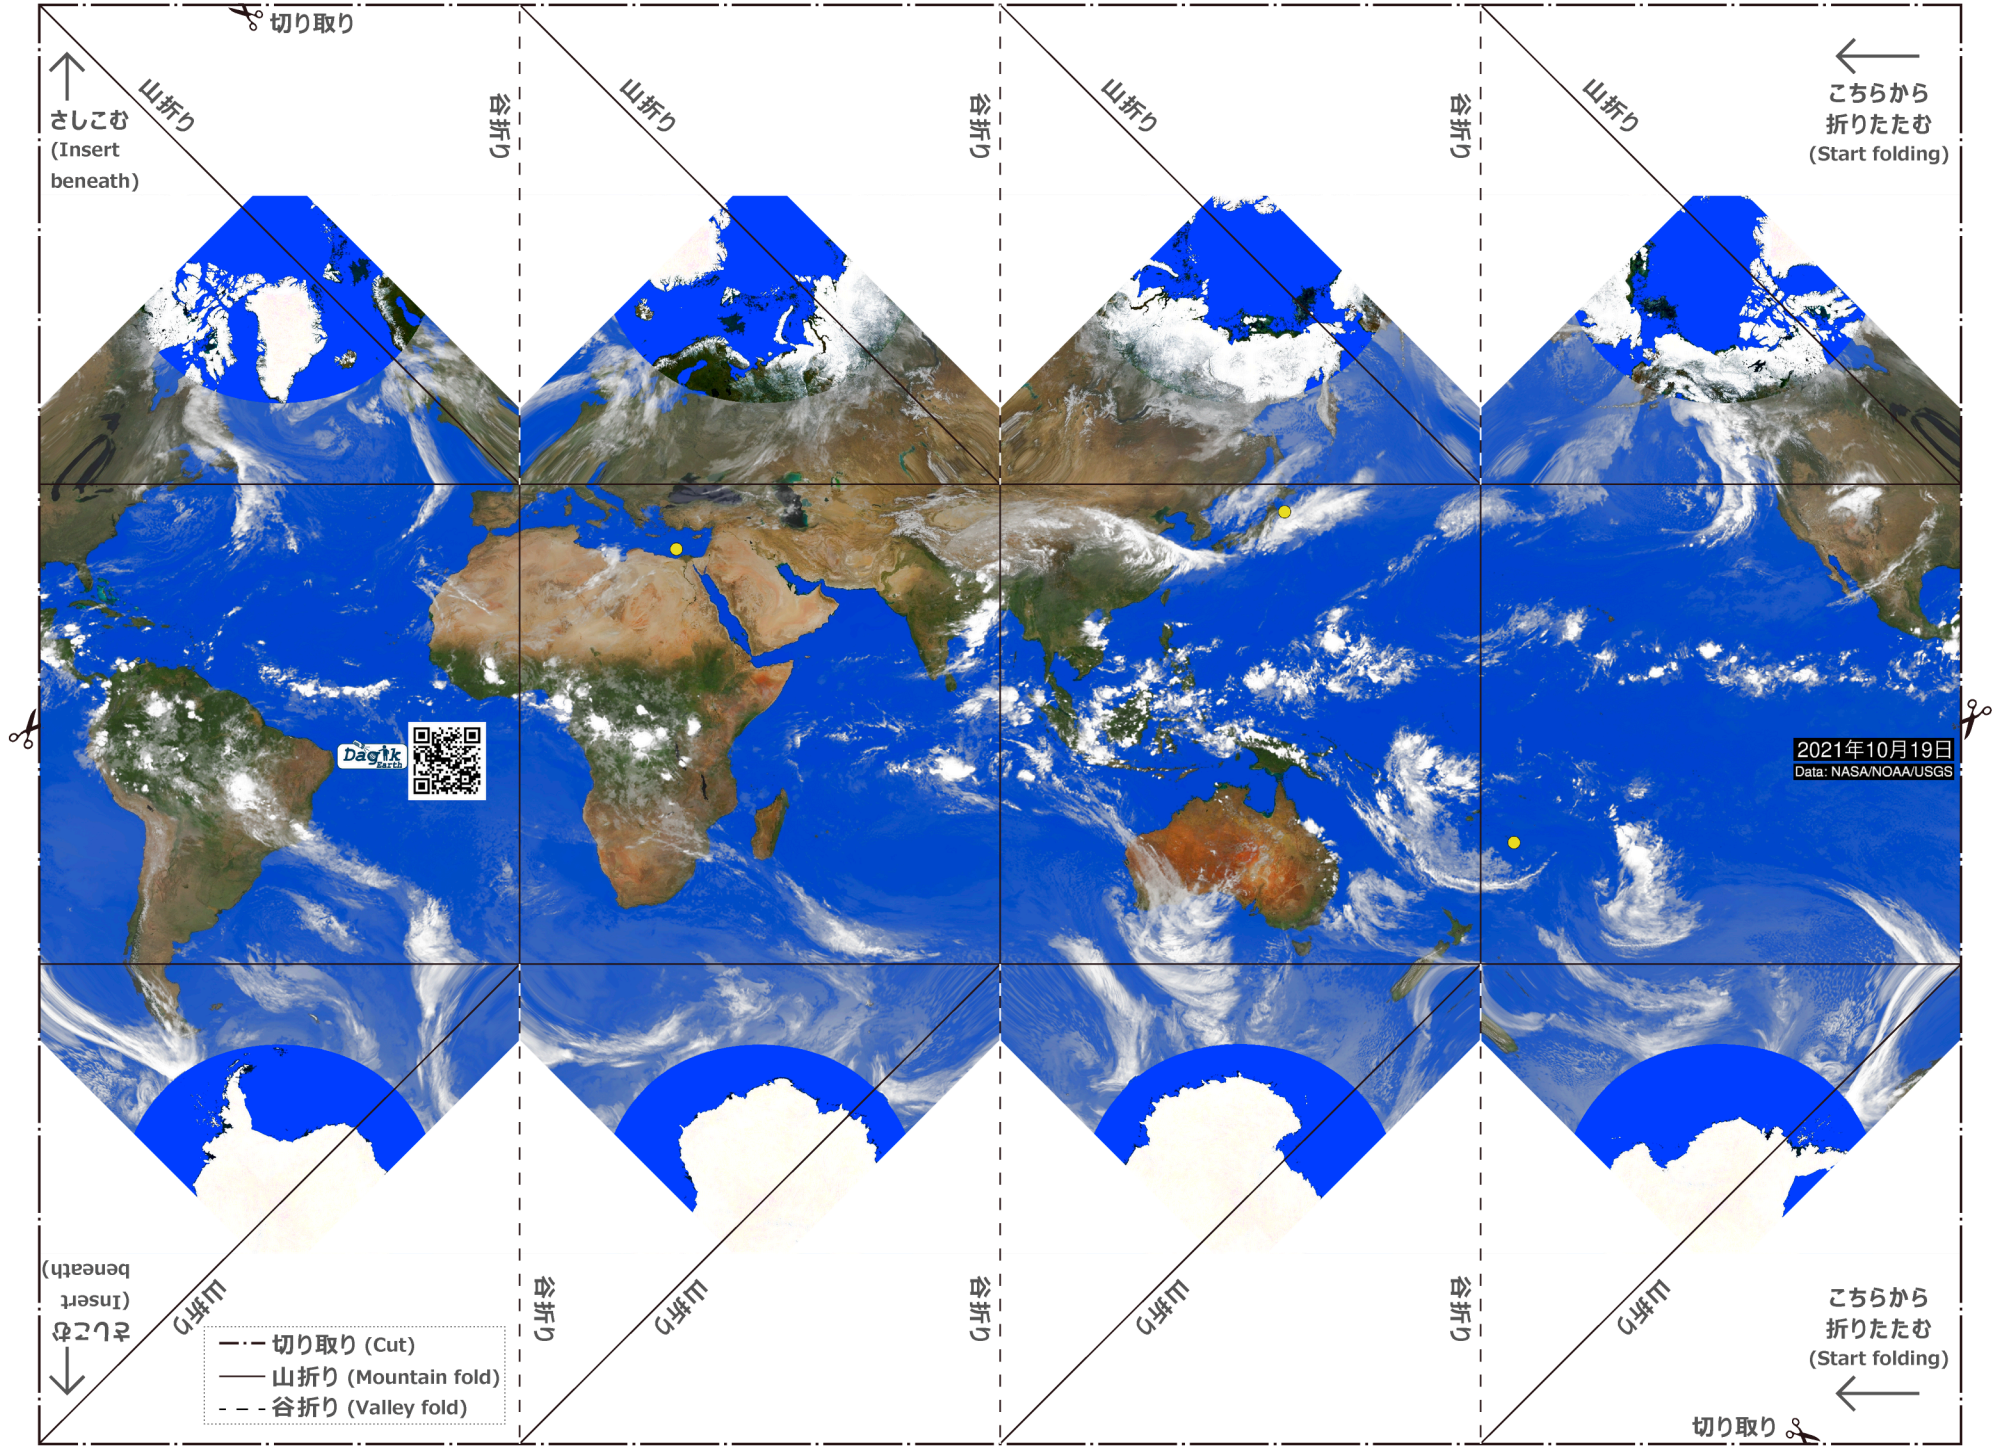 切り取り
山折り
山折り
山折り
山折り
谷折り
谷折り
谷折り
さしこむ
(Insert
beneath)
こちらから
折りたたむ
(Start folding)
Dagik
Earth
2021年10月19日
Data: NASA/NOAA/USGS
さしこむ
(Insert
beneath)
山折り
山折り
山折り
山折り
谷折り
谷折り
谷折り
こちらから
折りたたむ
(Start folding)
切り取り (Cut)
山折り (Mountain fold)
谷折り (Valley fold)
切り取り